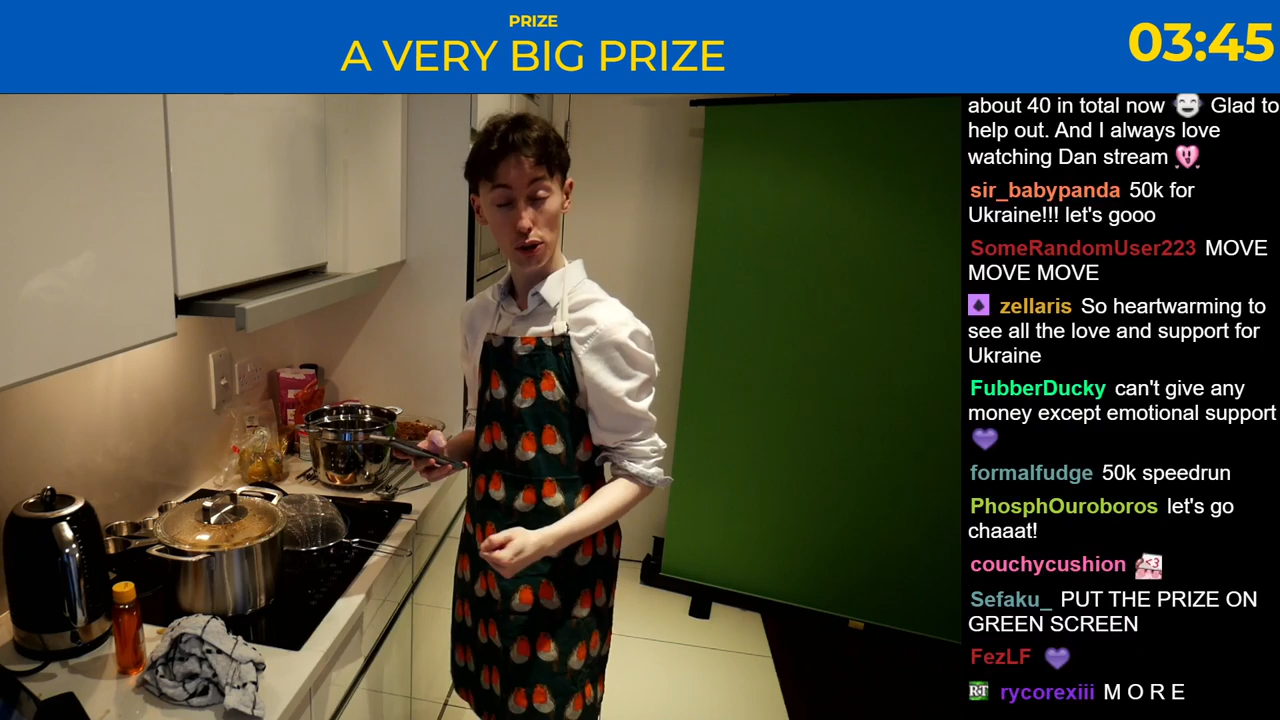 PRIZE
A VERY BIG PRIZE
03:45
about 40 in total now Glad to
help out. And I always love
watching Dan stream
sir_babypanda 50k for
Ukraine!!! let's gooo
SomeRandomUser223 MOVE
MOVE MOVE
zellaris So heartwarming to
see all the love and support for
Ukraine
FubberDucky can't give any
money except emotional support
formalfudge 50k speedrun
PhosphOuroboros let's go
chaaat!
couchycushion <3
Sefaku_ PUT THE PRIZE ON
GREEN SCREEN
FezLF
RT rycorexiii M O R E